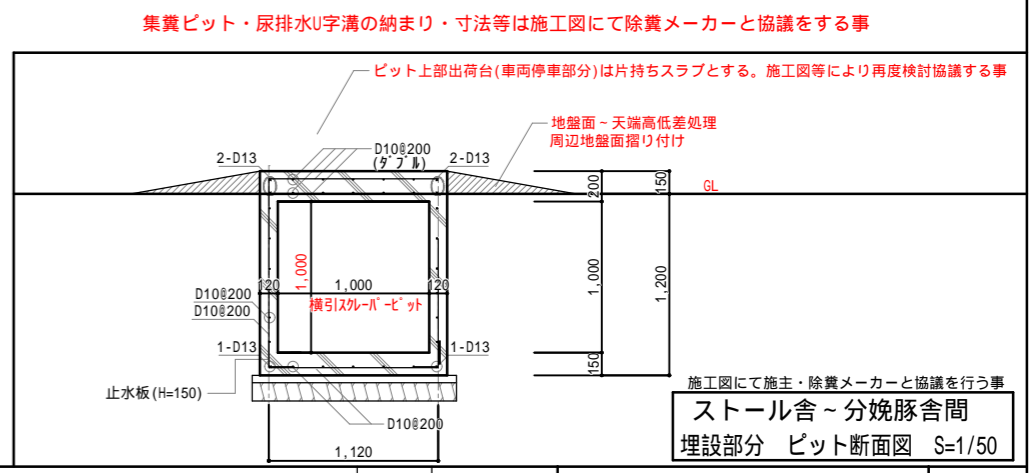 集糞ピット・尿排水U字溝の納まり・寸法等は施工図にて除糞メーカーと協議をする事
ピット上部出荷台(車両停車部分)は片持ちスラブとする。施工図等により再度検討協議する事
地盤面~天端高低差処理
周辺地盤面摺り付け
D10@200
(ダブル)
2-D13
2-D13
GL
200
150
1,000
1,000
1,000
1,200
120
120
横引スクレーパーピット
D10@200
D10@200
1-D13
1-D13
150
止水板(H=150)
D10@200
1,120
施工図にて施主・除糞メーカーと協議を行う事
ストール舎~分娩豚舎間
埋設部分 ピット断面図 S=1/50